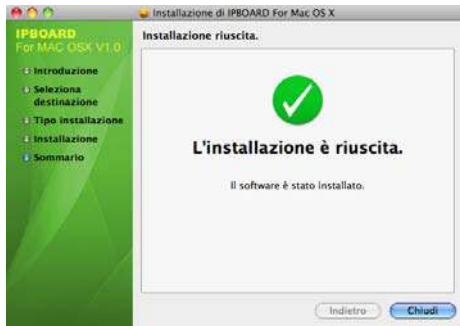 Installazione di IPBOARD For Mac OS X
IPBOARD
For MAC OSX V1.0
Installazione riuscita.
Introduzione
Seleziona
destinazione
Tipo installazione
Installazione
Sommario
L'installazione è riuscita.
Il software è stato installato.
Indietro
Chiudi